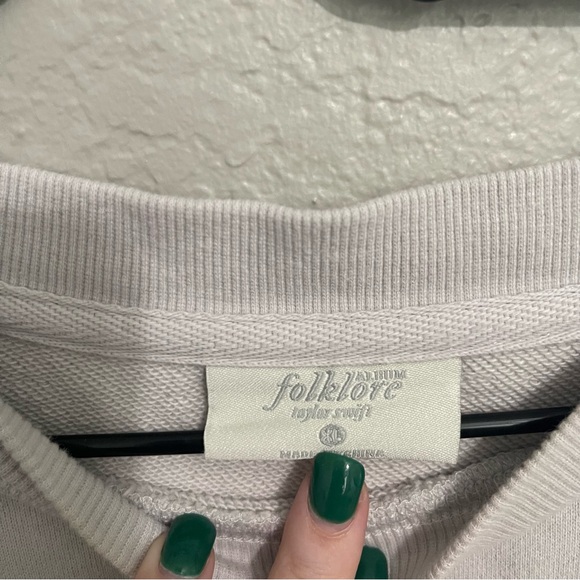 folklore
ALBUM
taylor swift
MADE IN CHINA